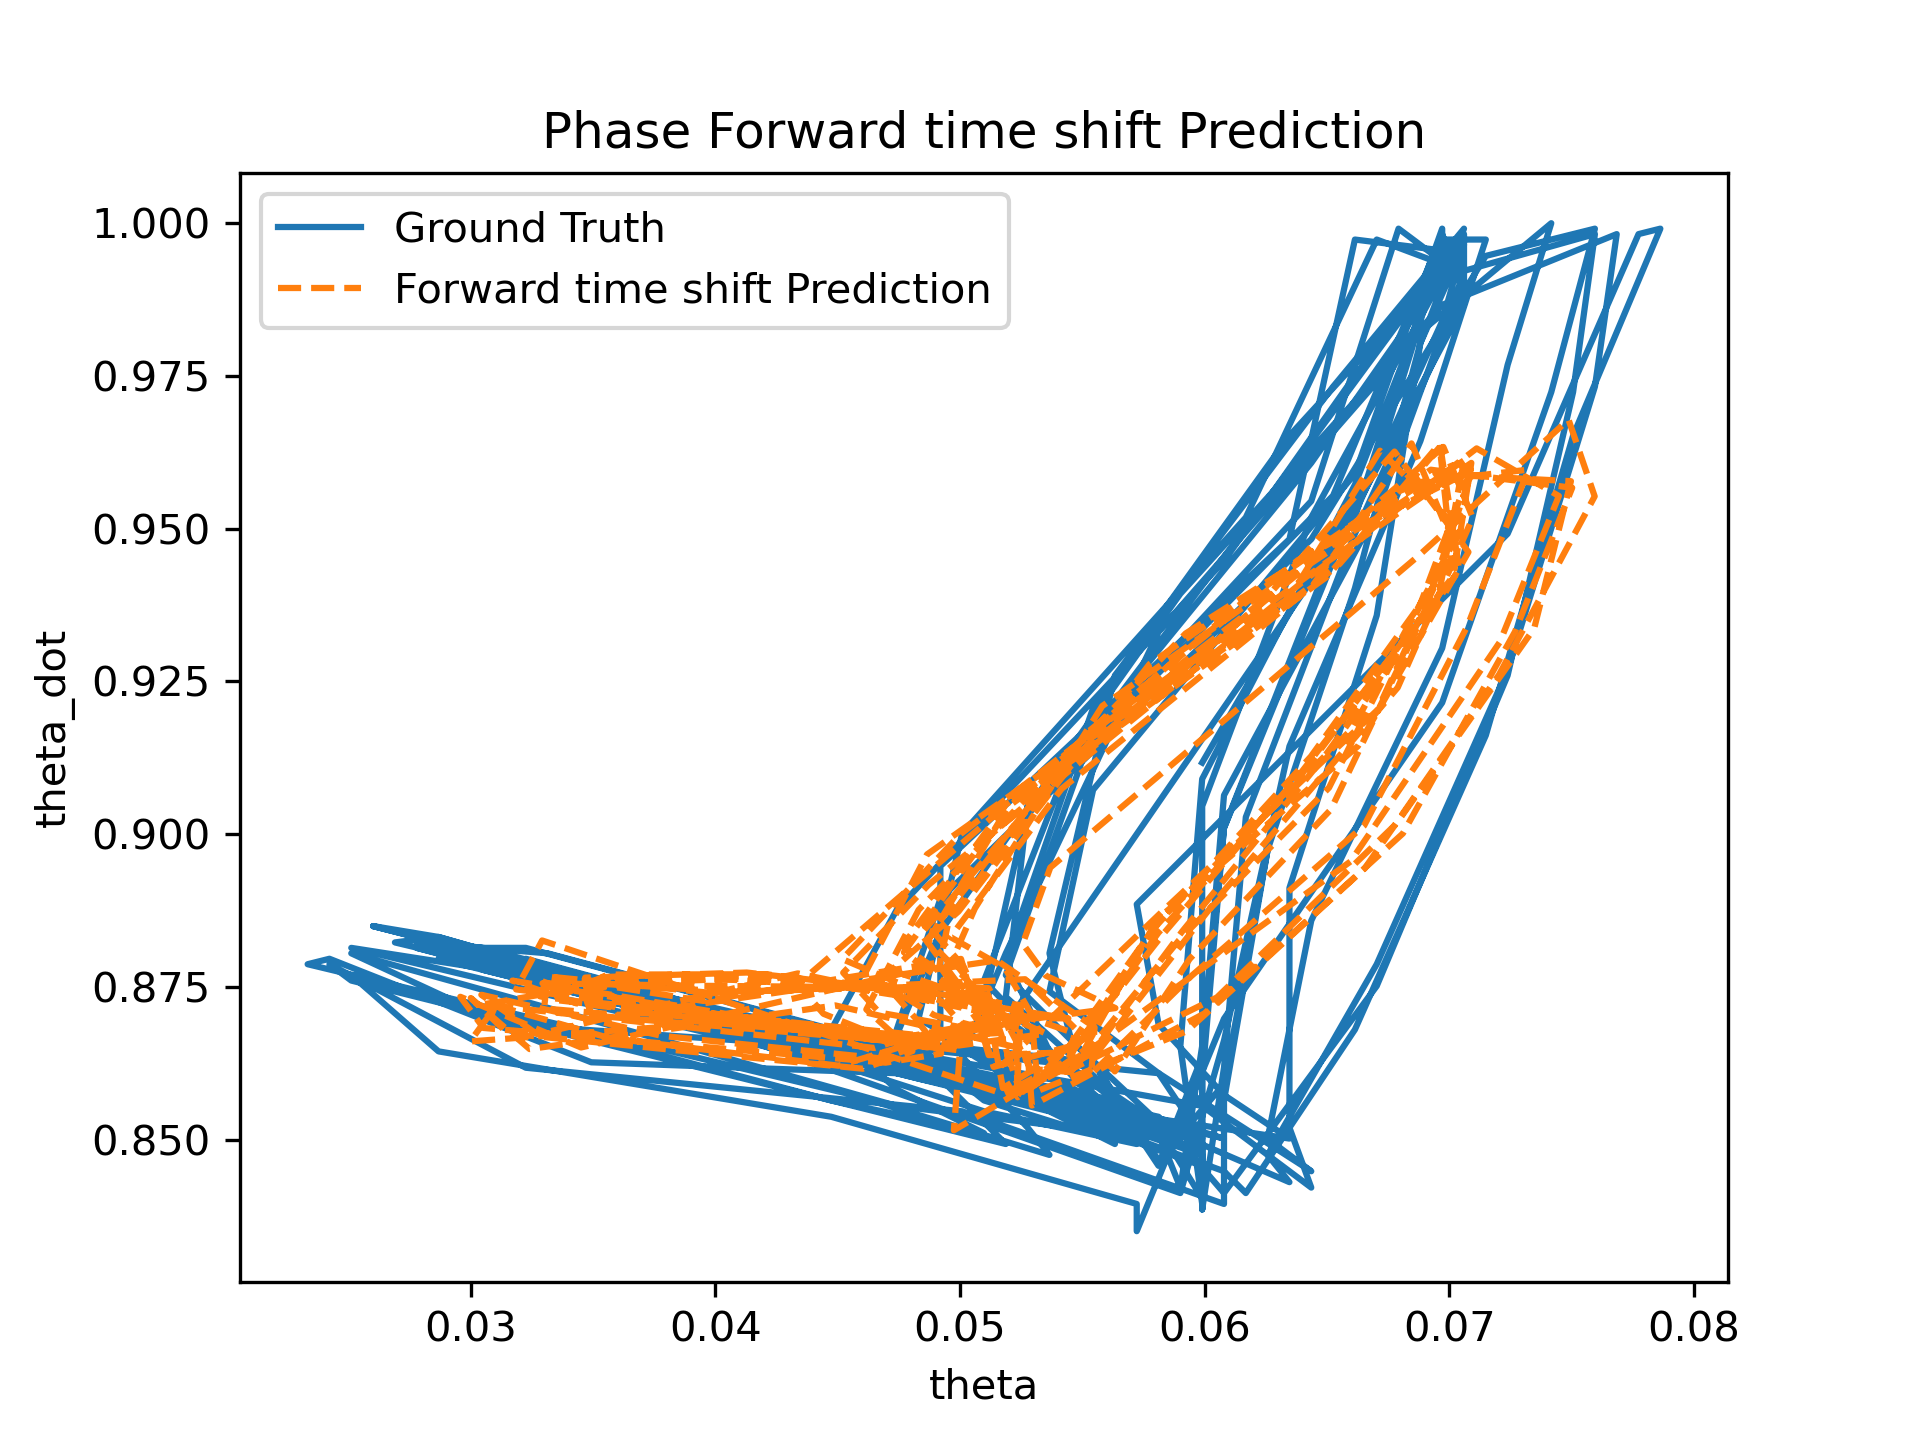 Phase Forward time shift Prediction
Ground Truth
Forward time shift Prediction
1.000
0.975
0.950
0.925
0.900
0.875
0.850
theta_dot
0.03 0.04 0.05 0.06 0.07 0.08
theta